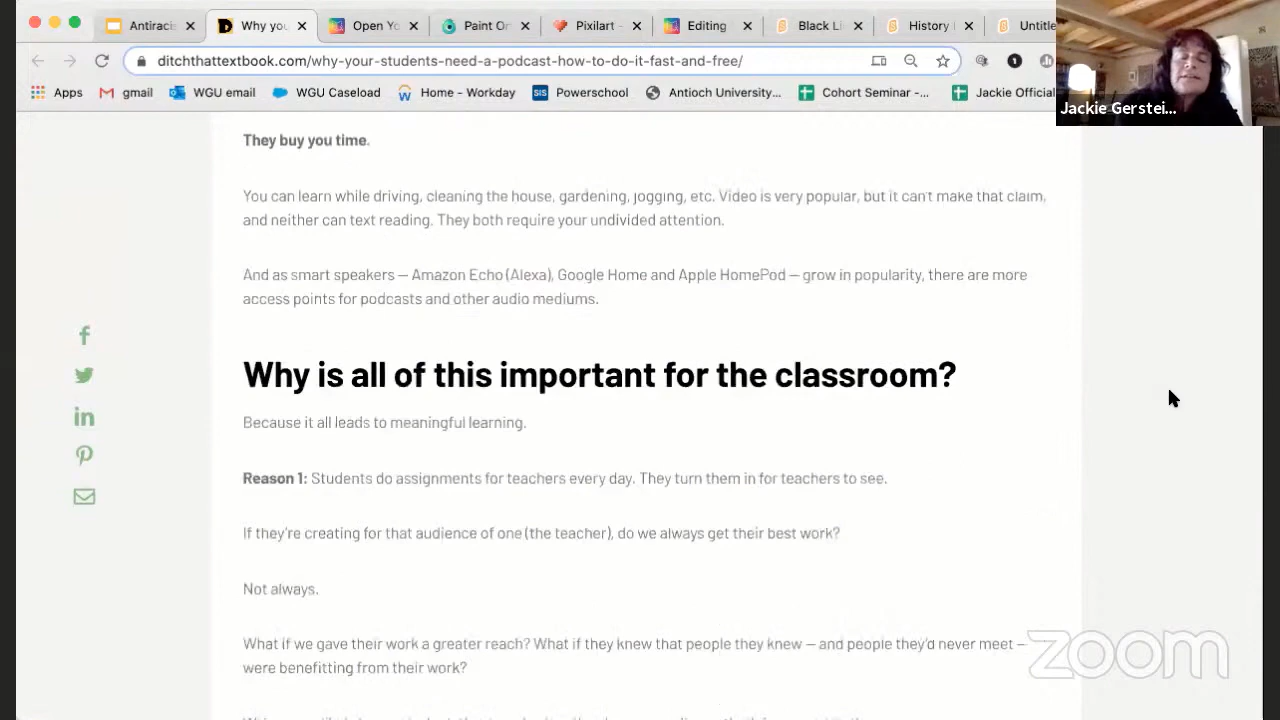 Antirac
Why you
Open Yo
Paint On
Pixilart -
Editing
Black Li
History
Untitle
ditchthattextbook.com/why-your-students-need-a-podcast-how-to-do-it-fast-and-free/
Apps
gmail
WGU email
WGU Caseload
Home - Workday
SIS
Powerschool
Antioch University...
Cohort Seminar -...
Jackie Official
Jackie Gerstei...
They buy you time.
You can learn while driving, cleaning the house, gardening, jogging, etc. Video is very popular, but it can't make that claim,
and neither can text reading. They both require your undivided attention.
And as smart speakers — Amazon Echo (Alexa), Google Home and Apple HomePod — grow in popularity, there are more
access points for podcasts and other audio mediums.
Why is all of this important for the classroom?
Because it all leads to meaningful learning.
Reason 1: Students do assignments for teachers every day. They turn them in for teachers to see.
If they're creating for that audience of one (the teacher), do we always get their best work?
Not always.
What if we gave their work a greater reach? What if they knew that people they knew — and people they'd never meet —
were benefitting from their work?
zoom